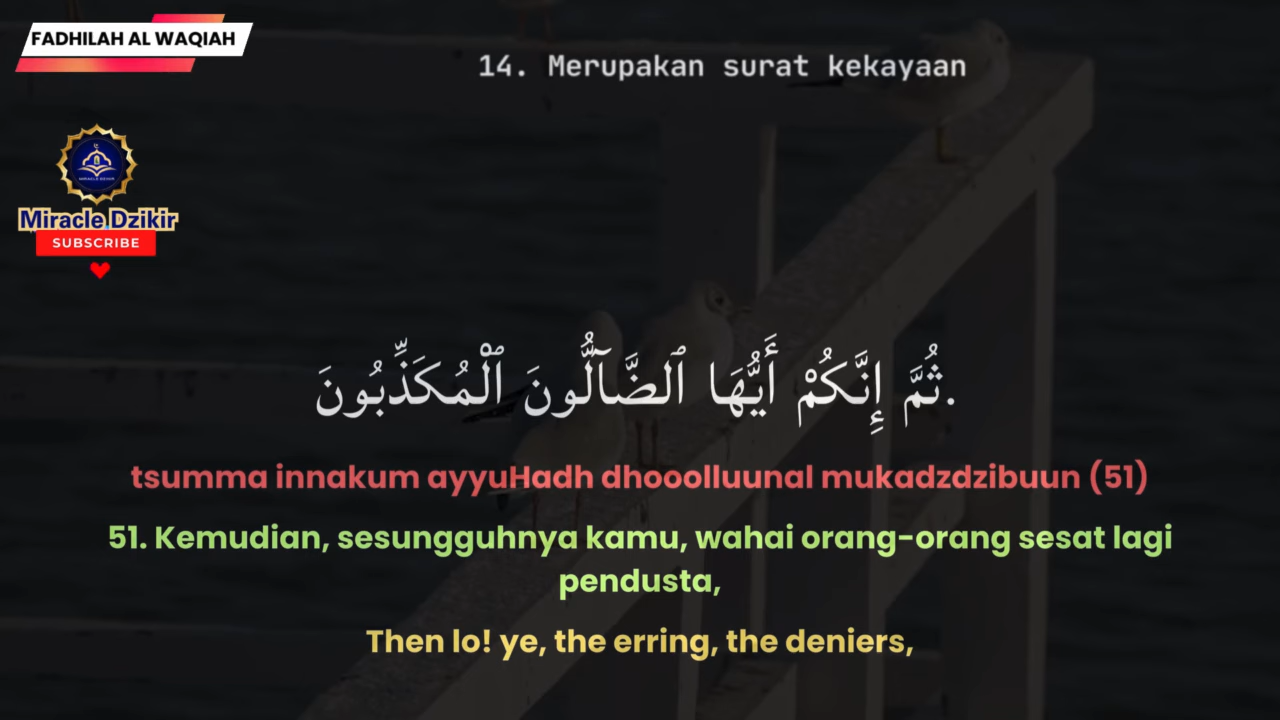 FADHILAH AL WAQIAH
14. Merupakan surat kekayaan
Miracle Dzikir
SUBSCRIBE
ثُمَّ إِنَّكُمْ أَيُّهَا ٱلضَّآلُّونَ ٱلْمُكَذِّبُونَ.
tsumma innakum ayyuHadh dhooolluunal mukadzdzibuun (51)
51. Kemudian, sesungguhnya kamu, wahai orang-orang sesat lagi
pendusta,
Then lo! ye, the erring, the deniers,